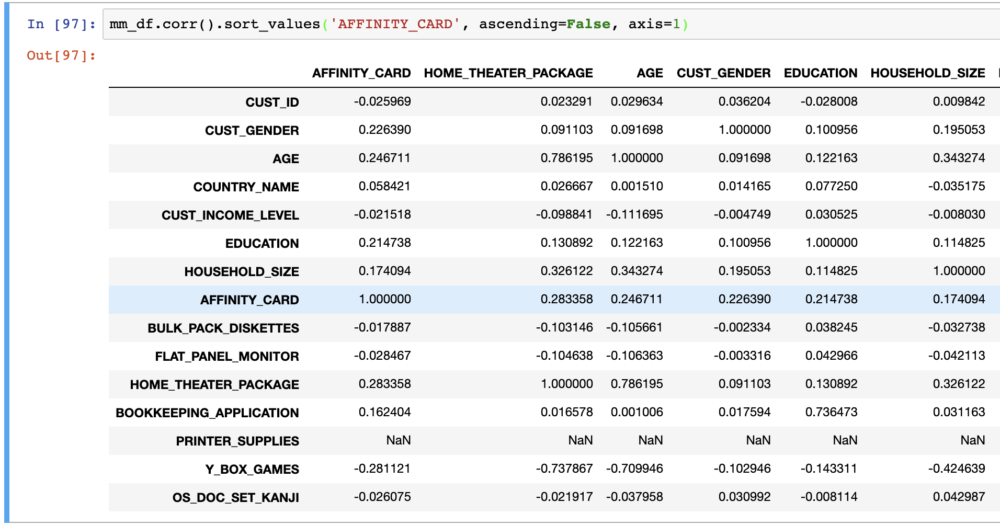 In [97]: mm_df.corr().sort_values('AFFINITY_CARD', ascending=False, axis=1)
Out[97]:
AFFINITY_CARD HOME_THEATER_PACKAGE AGE CUST_GENDER EDUCATION HOUSEHOLD_SIZE
CUST_ID -0.025969 0.023291 0.029634 0.036204 -0.028008 0.009842
CUST_GENDER 0.226390 0.091103 0.091698 1.000000 0.100956 0.195053
AGE 0.246711 0.786195 1.000000 0.091698 0.122163 0.343274
COUNTRY_NAME 0.058421 0.026667 0.001510 0.014165 0.077250 -0.035175
CUST_INCOME_LEVEL -0.021518 -0.098841 -0.111695 -0.004749 0.030525 -0.008030
EDUCATION 0.214738 0.130892 0.122163 0.100956 1.000000 0.114825
HOUSEHOLD_SIZE 0.174094 0.326122 0.343274 0.195053 0.114825 1.000000
AFFINITY_CARD 1.000000 0.283358 0.246711 0.226390 0.214738 0.174094
BULK_PACK_DISKETTES -0.017887 -0.103146 -0.105661 -0.002334 0.038245 -0.032738
FLAT_PANEL_MONITOR -0.028467 -0.104638 -0.106363 -0.003316 0.042966 -0.042113
HOME_THEATER_PACKAGE 0.283358 1.000000 0.786195 0.091103 0.130892 0.326122
BOOKKEEPING_APPLICATION 0.162404 0.016578 0.001006 0.017594 0.736473 0.031163
PRINTER_SUPPLIES NaN NaN NaN NaN NaN NaN
Y_BOX_GAMES -0.281121 -0.737867 -0.709946 -0.102946 -0.143311 -0.424639
OS_DOC_SET_KANJI -0.026075 -0.021917 -0.037958 0.030992 -0.008114 0.042987